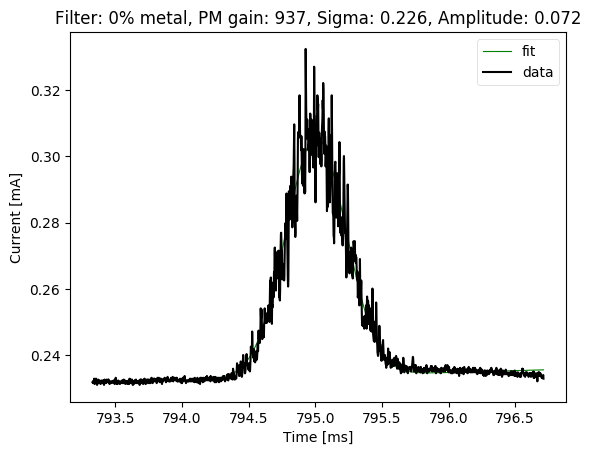 Filter: 0% metal, PM gain: 937, Sigma: 0.226, Amplitude: 0.072
fit
data
0.32
0.30
0.28
0.26
0.24
Current [mA]
793.5 794.0 794.5 795.0 795.5 796.0 796.5
Time [ms]